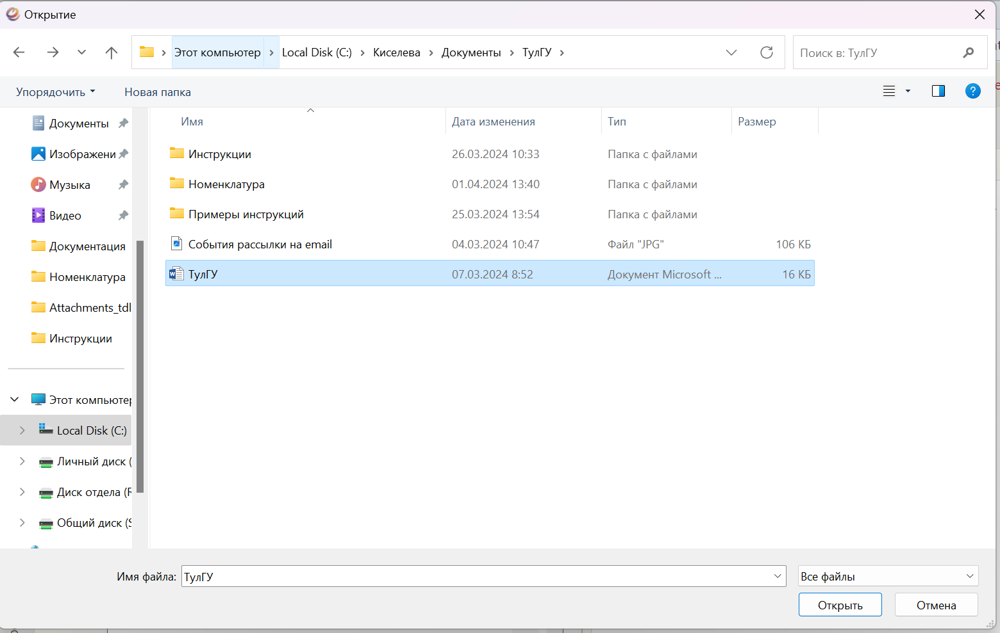 Открытие
Этот компьютер
Local Disk (C:)
Киселева
Документы
ТулГУ
Поиск в: ТулГУ
Упорядочить
Новая папка
Имя Дата изменения Тип Размер
Инструкции 26.03.2024 10:33 Папка с файлами
Номенклатура 01.04.2024 13:40 Папка с файлами
Примеры инструкций 25.03.2024 13:54 Папка с файлами
События рассылки на email 04.03.2024 10:47 Файл "JPG" 106 КБ
ТулГУ 07.03.2024 8:52 Документ Microsoft ... 16 КБ
Документы
Изображени
Музыка
Видео
Документация
Номенклатура
Attachments_tdl
Инструкции
Этот компьютер
Local Disk (C:)
Личный диск (
Диск отдела (R
Общий диск (S
Имя файла: ТулГУ
Все файлы
Открыть
Отмена